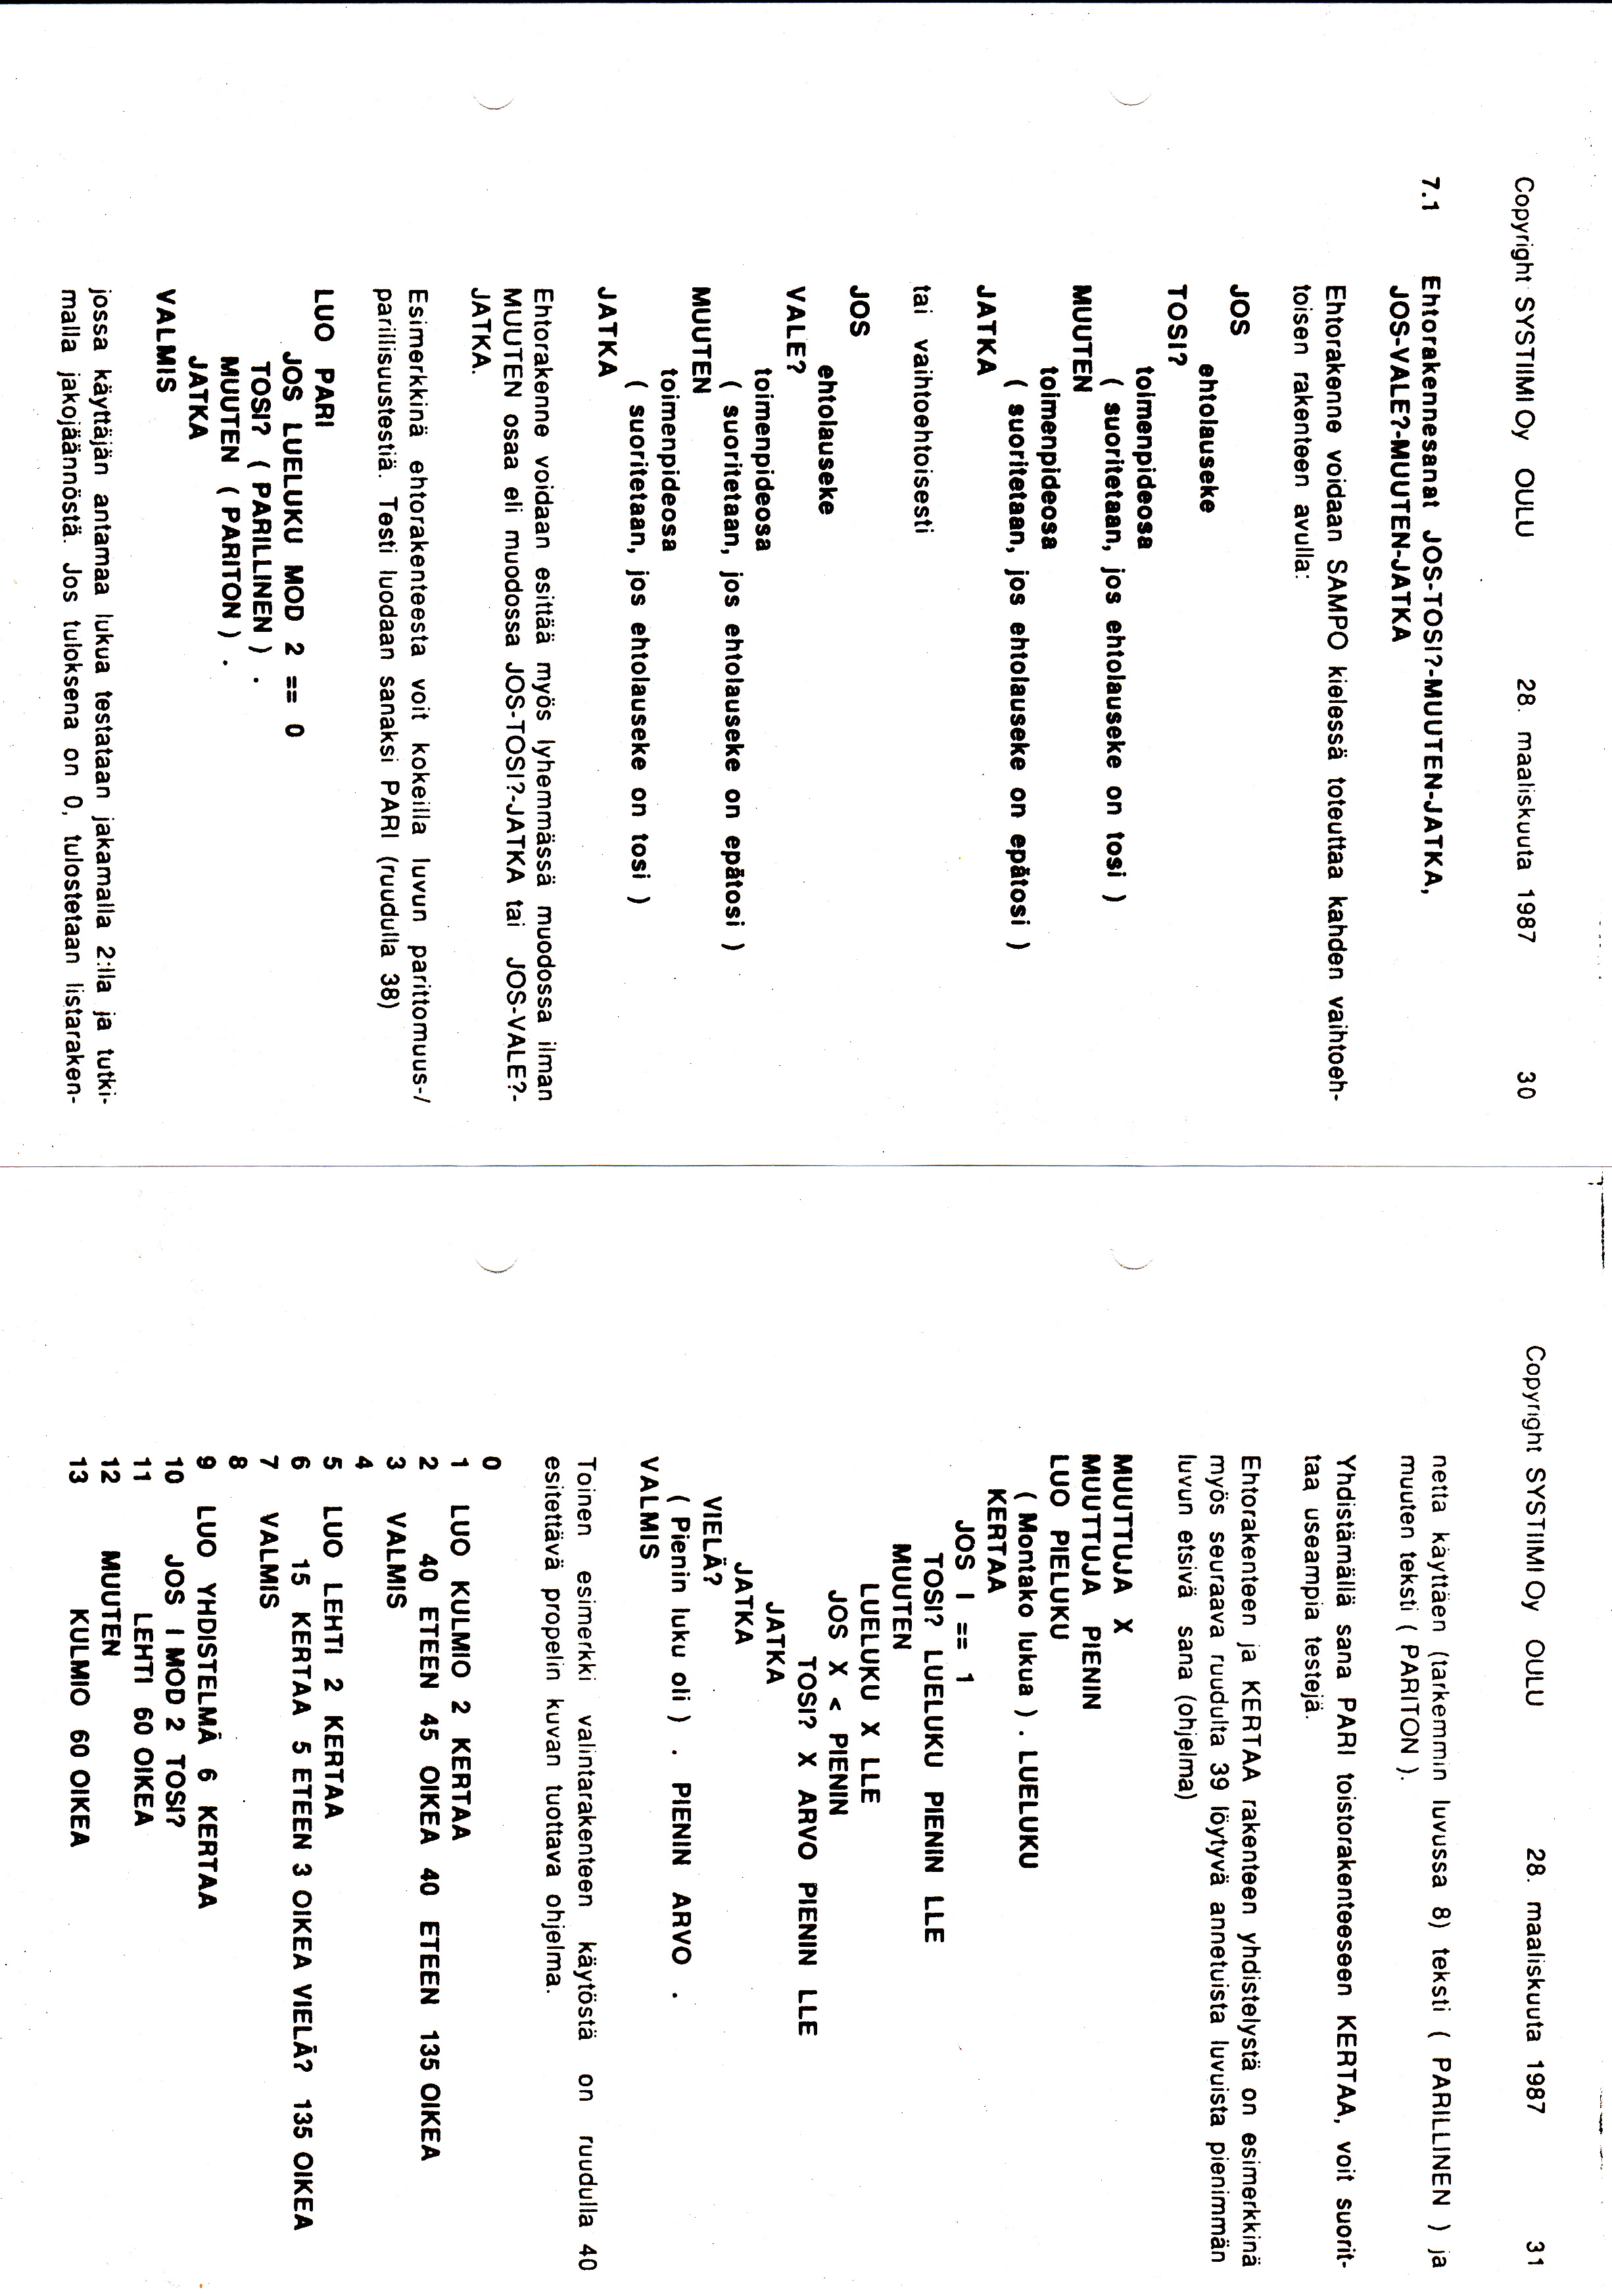 Copyright SYSTIIMI Oy OULU 28. maaliskuuta 1987 30
7.1 Ehtorakennesanat JOS-TOSI?-MUUTEN-JATKA,
JOS-VALE?-MUUTEN-JATKA
Ehtorakenne voidaan SAMPO kielessä toteuttaa kahden vaihtoeh-
toisen rakenteen avulla:
JOS
ehtolauseke
TOSI?
toimenpideosa
( suoritetaan, jos ehtolauseke on tosi )
MUUTEN
toimenpideosa
( suoritetaan, jos ehtolauseke on epätosi )
JATKA
tai vaihtoehtoisesti
JOS
ehtolauseke
VALE?
toimenpideosa
( suoritetaan, jos ehtolauseke on epätosi )
MUUTEN
toimenpideosa
( suoritetaan, jos ehtolauseke on tosi )
JATKA
Ehtorakenne voidaan esittää myös lyhemmässä muodossa ilman
MUUTEN osaa eli muodossa JOS-TOSI?-JATKA tai JOS-VALE?-
JATKA.
Esimerkkinä ehtorakenteesta voit kokeilla luvun parittomuus-/
parillisuustestiä. Testi luodaan sanaksi PARI (ruudulla 38)
LUO PARI
JOS LUELUKU MOD 2 == 0
TOSI? ( PARILLINEN ) .
MUUTEN ( PARITON ) .
JATKA
VALMIS
jossa käyttäjän antamaa lukua testataan jakamalla 2:lla ja tutki-
malla jakojäännöstä. Jos tuloksena on 0, tulostetaan listaraken-
Copyright SYSTIIMI Oy OULU 28. maaliskuuta 1987 31
netta käyttäen (tarkemmin luvussa 8) teksti ( PARILLINEN ) ja
muuten teksti ( PARITON ).
Yhdistämällä sana PARI toistorakenteeseen KERTAA, voit suorit-
taa useampia testejä.
Ehtorakenteen ja KERTAA rakenteen yhdistelystä on esimerkkinä
myös seuraava ruudulta 39 löytyvä annetuista luvuista pienimmän
luvun etsivä sana (ohjelma)
MUUTTUJA X
MUUTTUJA PIENIN
LUO PIELUKU
( Montako lukua ) . LUELUKU
KERTAA
JOS I == 1
TOSI? LUELUKU PIENIN LLE
MUUTEN
LUELUKU X LLE
JOS X < PIENIN
TOSI? X ARVO PIENIN LLE
JATKA
JATKA
VIELÄ?
( Pienin luku oli ) . PIENIN ARVO .
VALMIS
Toinen esimerkki valintarakenteen käytöstä on ruudulla 40
esitettävä propelin kuvan tuottava ohjelma.
0
1 LUO KULMIO 2 KERTAA
2 40 ETEEN 45 OIKEA 40 ETEEN 135 OIKEA
3 VALMIS
4
5 LUO LEHTI 2 KERTAA
6 15 KERTAA 5 ETEEN 3 OIKEA VIELÄ? 135 OIKEA
7 VALMIS
8
9 LUO YHDISTELMÄ 6 KERTAA
10 JOS I MOD 2 TOSI?
11 LEHTI 60 OIKEA
12 MUUTEN
13 KULMIO 60 OIKEA